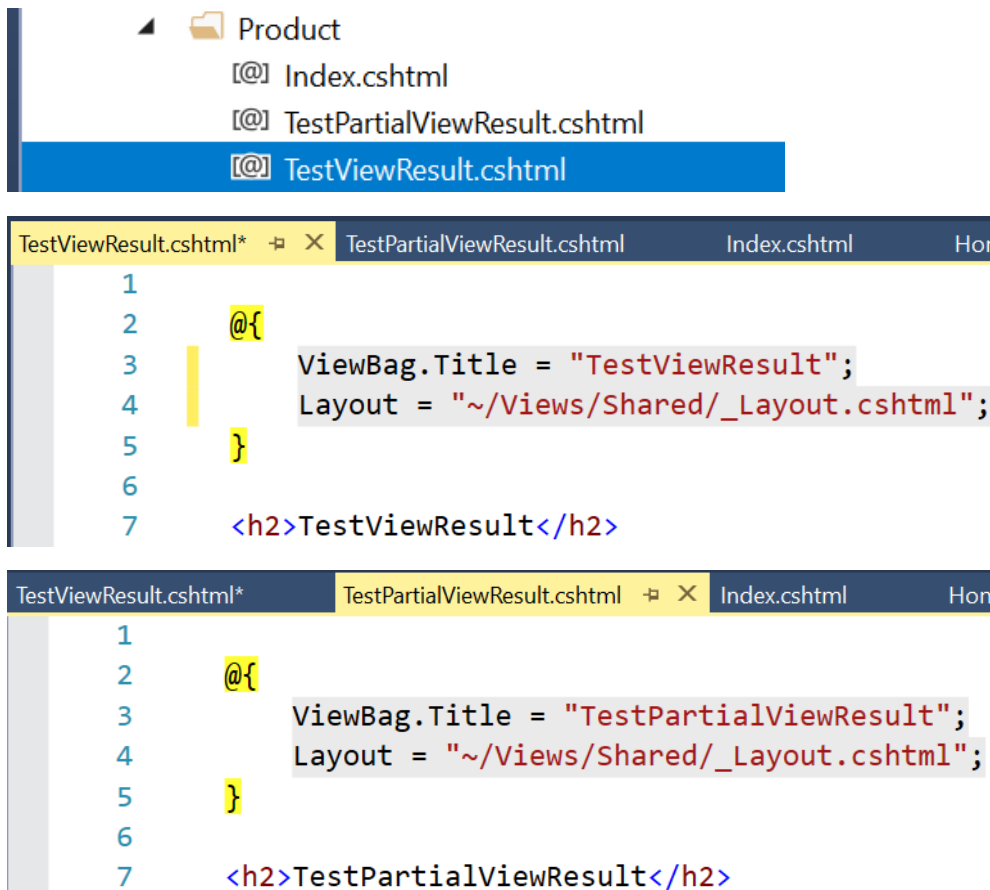 Product
[@] Index.cshtml
[@] TestPartialViewResult.cshtml
[@] TestViewResult.cshtml
TestViewResult.cshtml* TestPartialViewResult.cshtml Index.cshtml Hor
1
2 @{
3 ViewBag.Title = "TestViewResult";
4 Layout = "~/Views/Shared/_Layout.cshtml";
5 }
6
7 <h2>TestViewResult</h2>
TestViewResult.cshtml* TestPartialViewResult.cshtml Index.cshtml Hon
1
2 @{
3 ViewBag.Title = "TestPartialViewResult";
4 Layout = "~/Views/Shared/_Layout.cshtml";
5 }
6
7 <h2>TestPartialViewResult</h2>